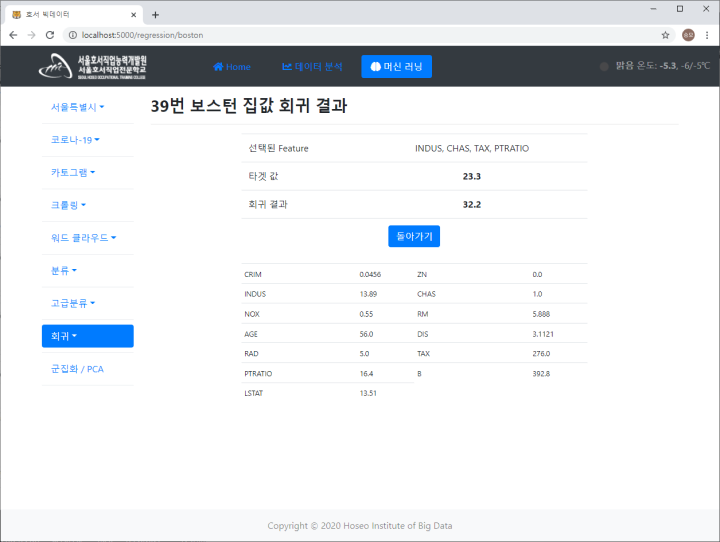 호서 빅데이터
localhost:5000/regression/boston
서울호서직업능력개발원
서울호서직업전문학교
SEOUL HOSEO OCCUPATIONAL TRAINING COLLEGE
Home 데이터 분석 머신 러닝
맑음 온도: -5.3, -6/-5℃
서울특별시
코로나-19
카토그램
크롤링
워드 클라우드
분류
고급분류
회귀
군집화 / PCA
39번 보스턴 집값 회귀 결과
선택된 Feature INDUS, CHAS, TAX, PTRATIO
타겟 값 23.3
회귀 결과 32.2
돌아가기
CRIM 0.0456 ZN 0.0
INDUS 13.89 CHAS 1.0
NOX 0.55 RM 5.888
AGE 56.0 DIS 3.1121
RAD 5.0 TAX 276.0
PTRATIO 16.4 B 392.8
LSTAT 13.51
Copyright © 2020 Hoseo Institute of Big Data